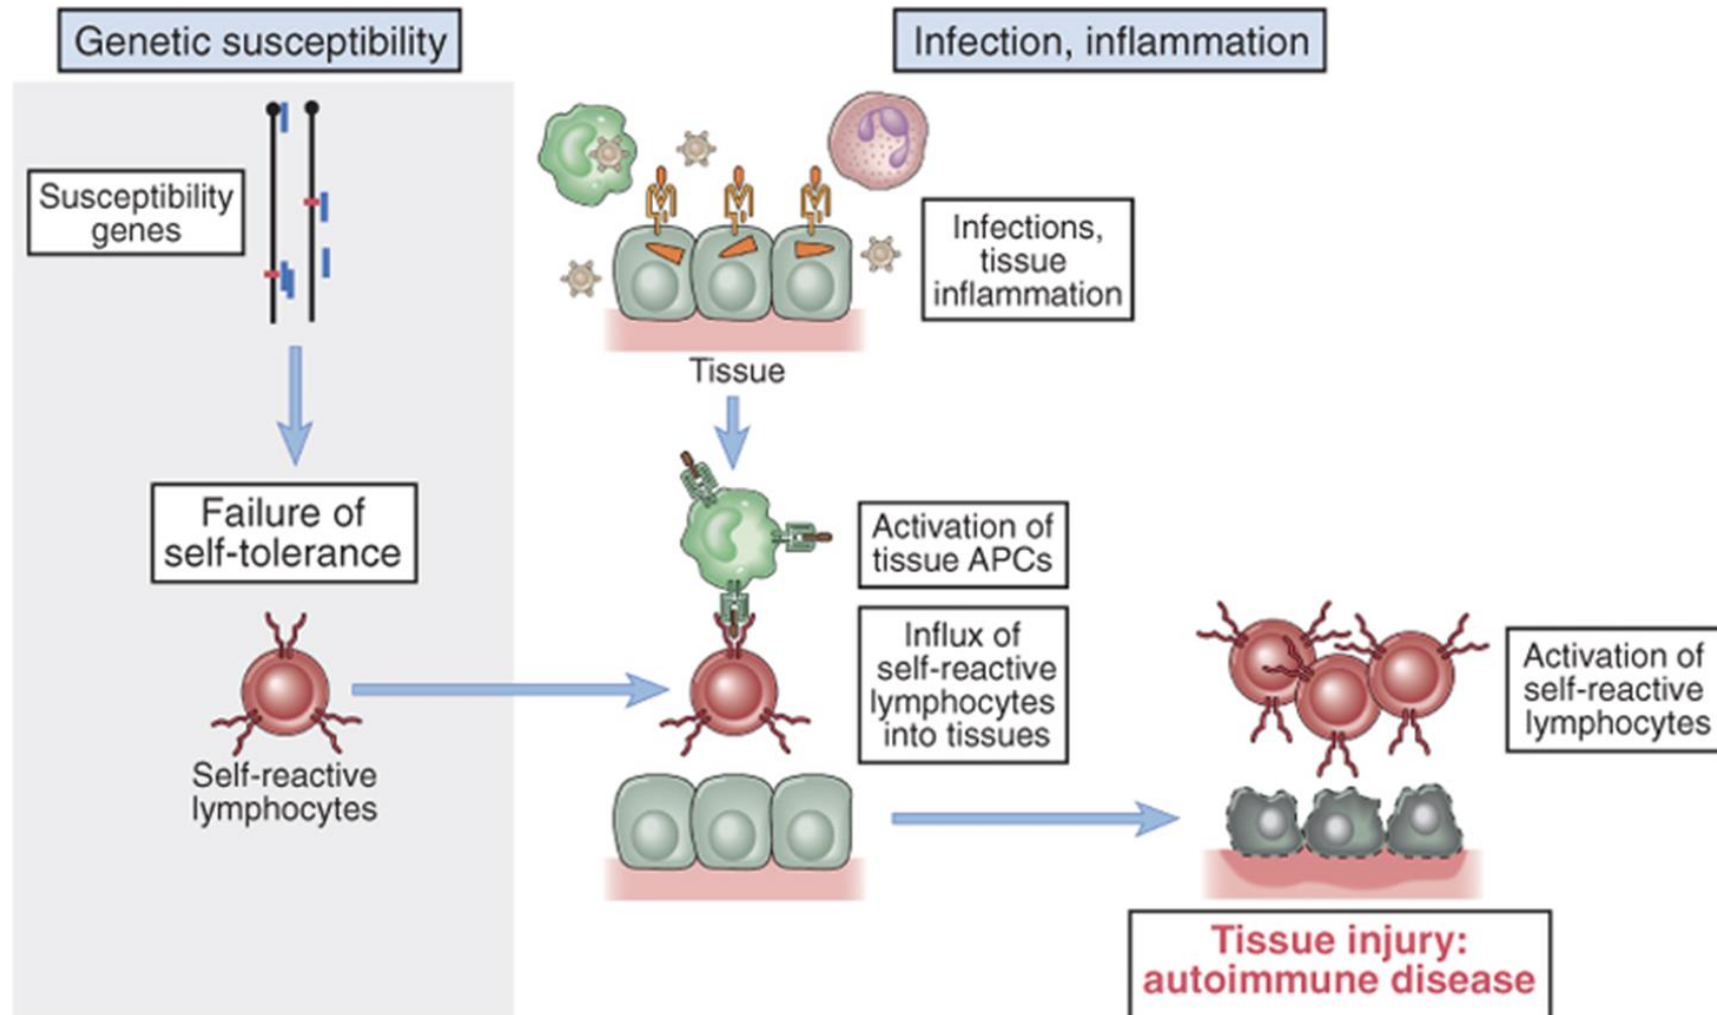 Genetic susceptibility
Infection, inflammation
Susceptibility
genes
Infections,
tissue
inflammation
Tissue
Failure of
self-tolerance
Activation of
tissue APCs
Influx of
self-reactive
lymphocytes
into tissues
Self-reactive
lymphocytes
Activation of
self-reactive
lymphocytes
Tissue injury:
autoimmune disease